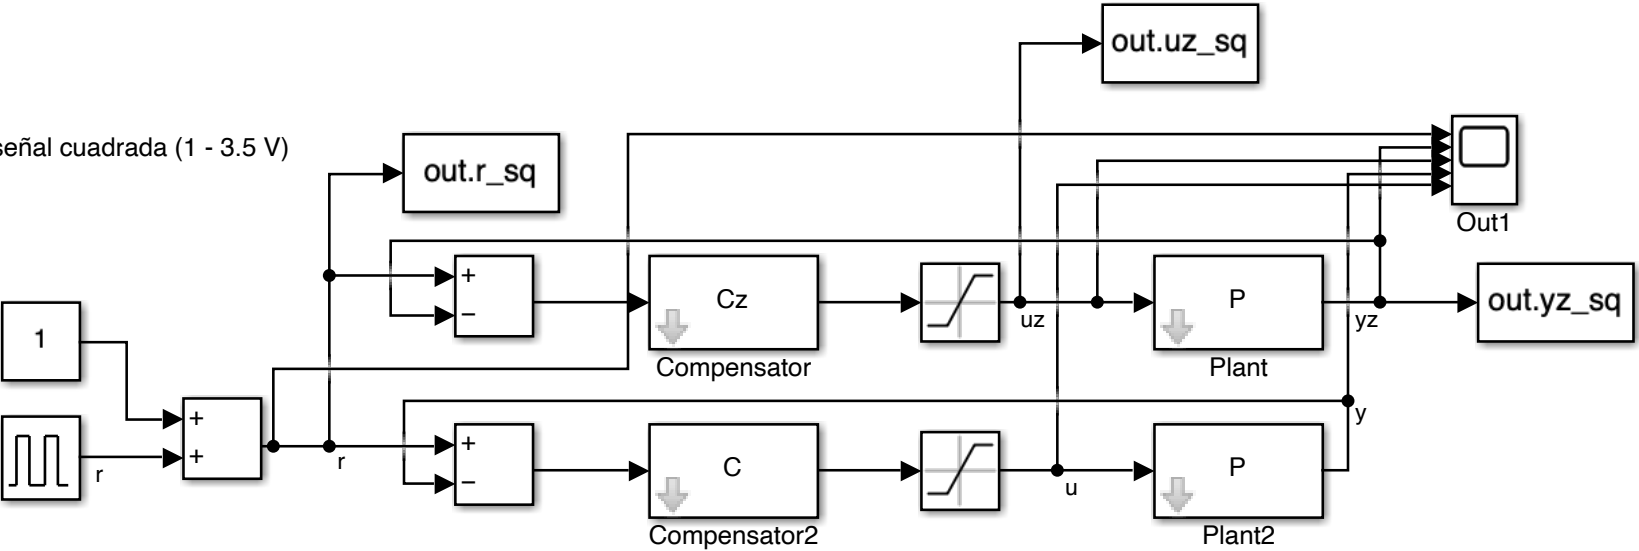 out.uz_sq
señal cuadrada (1 - 3.5 V)
out.r_sq
Out1
+
−
Cz
Compensator
uz
P
Plant
yz
out.yz_sq
1
+
+
r
r
+
−
C
Compensator2
u
P
Plant2
y